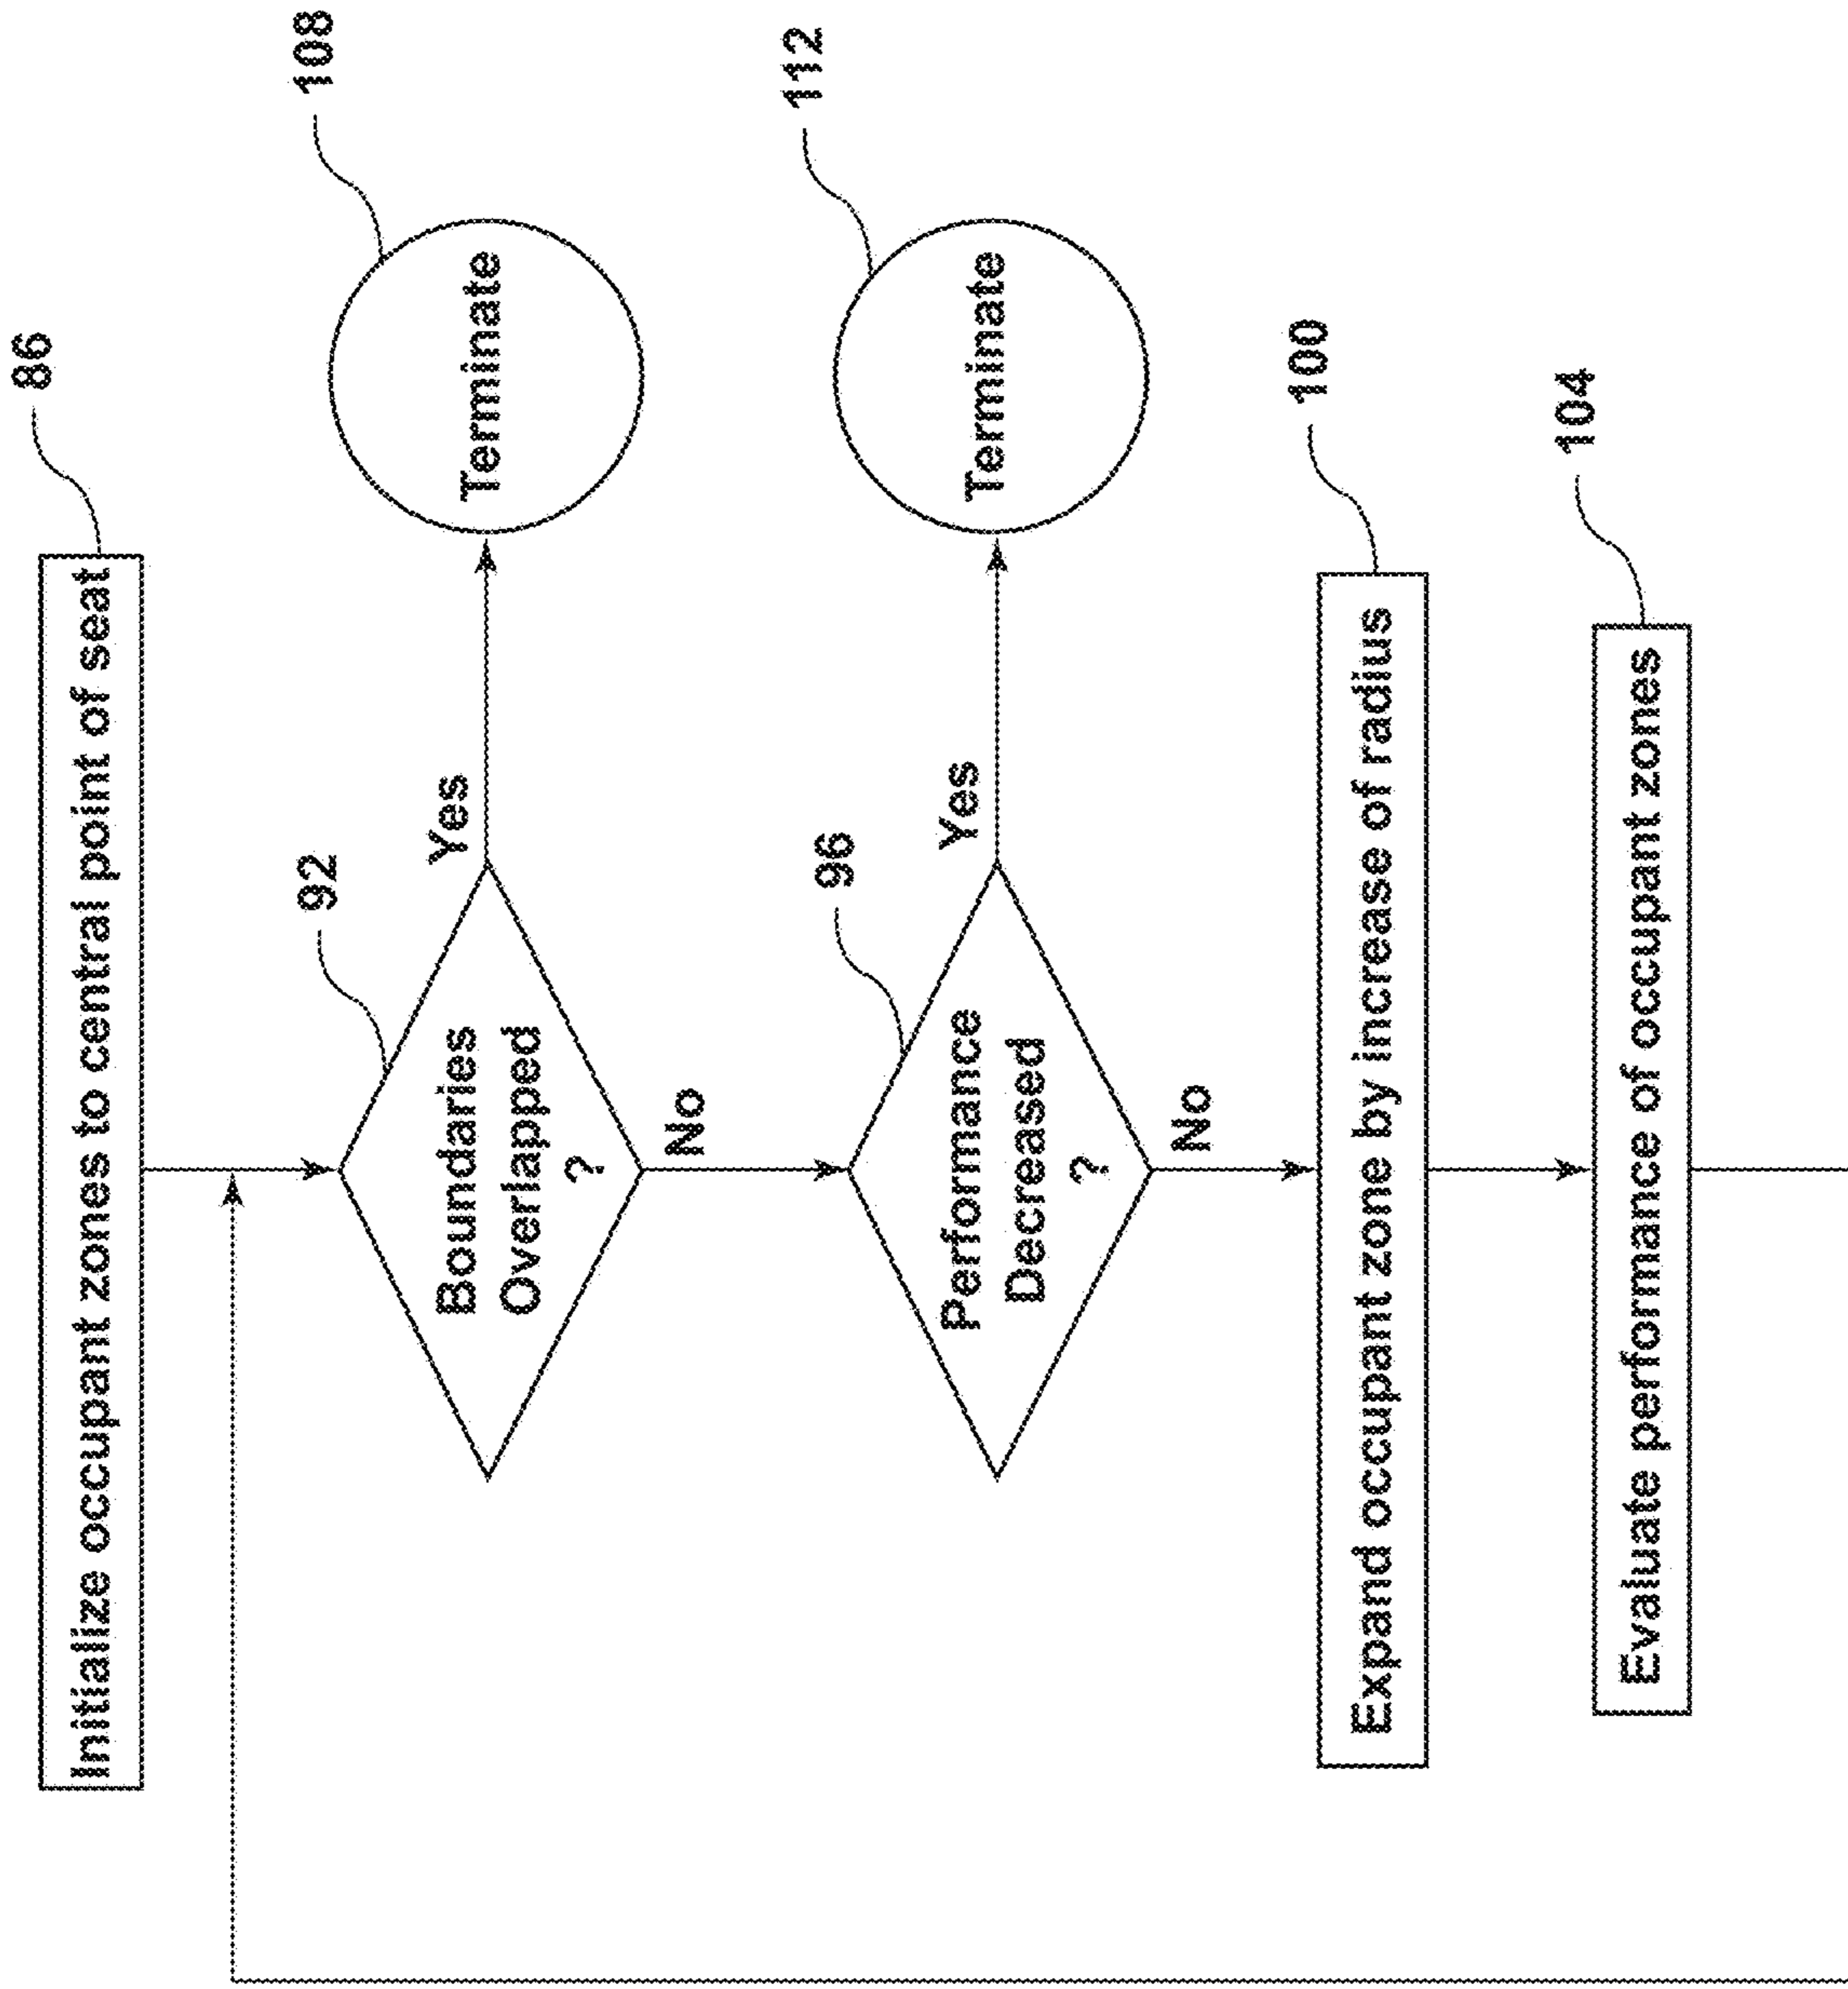 Initialize occupant zones to central point of seat
86
Boundaries
Overlapped
?
92
Yes
Terminate
108
No
Performance
Decreased
?
96
Yes
Terminate
112
No
Expand occupant zone by increase of radius
100
Evaluate performance of occupant zones
104